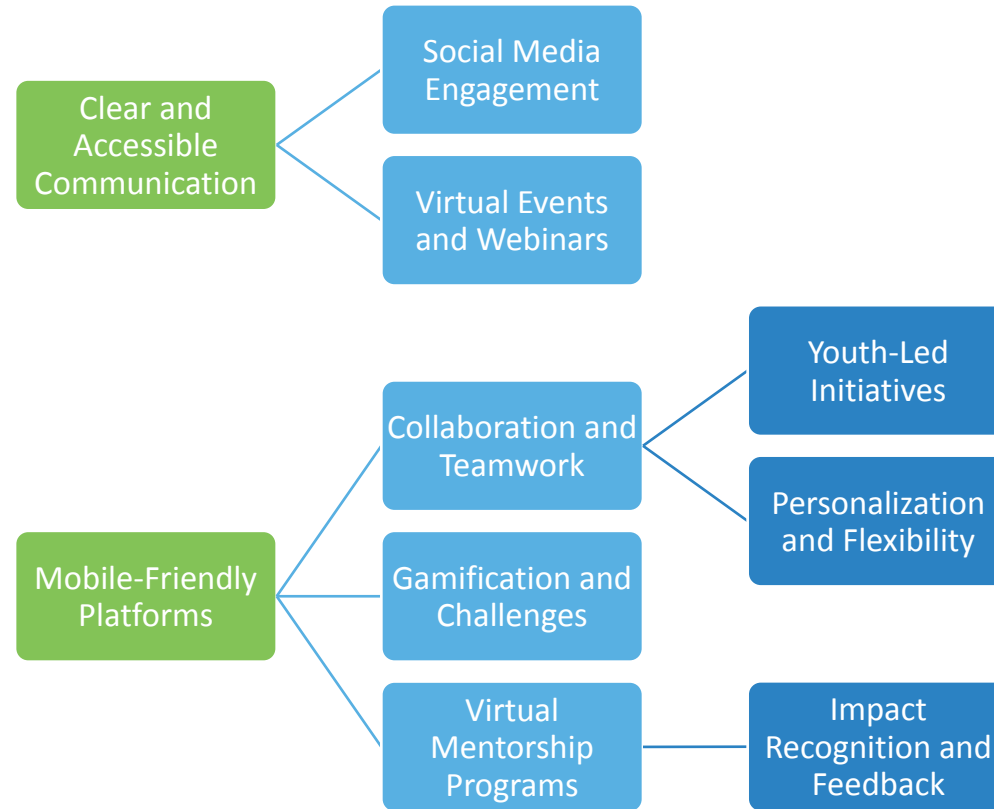 Clear and
Accessible
Communication
Social Media
Engagement
Virtual Events
and Webinars
Mobile-Friendly
Platforms
Collaboration and
Teamwork
Youth-Led
Initiatives
Personalization
and Flexibility
Gamification and
Challenges
Virtual
Mentorship
Programs
Impact
Recognition and
Feedback